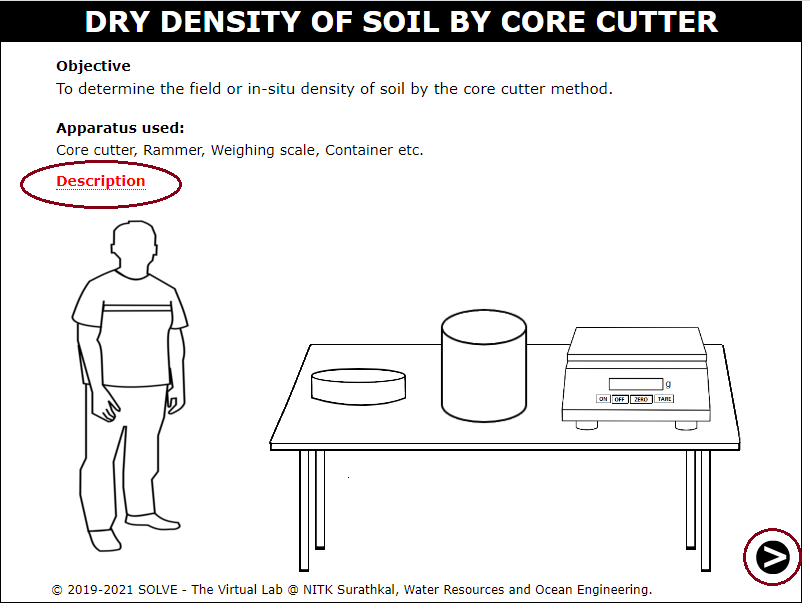 DRY DENSITY OF SOIL BY CORE CUTTER
Objective
To determine the field or in-situ density of soil by the core cutter method.
Apparatus used:
Core cutter, Rammer, Weighing scale, Container etc.
Description
g
ON OFF ZERO TARE
>
© 2019-2021 SOLVE - The Virtual Lab @ NITK Surathkal, Water Resources and Ocean Engineering.